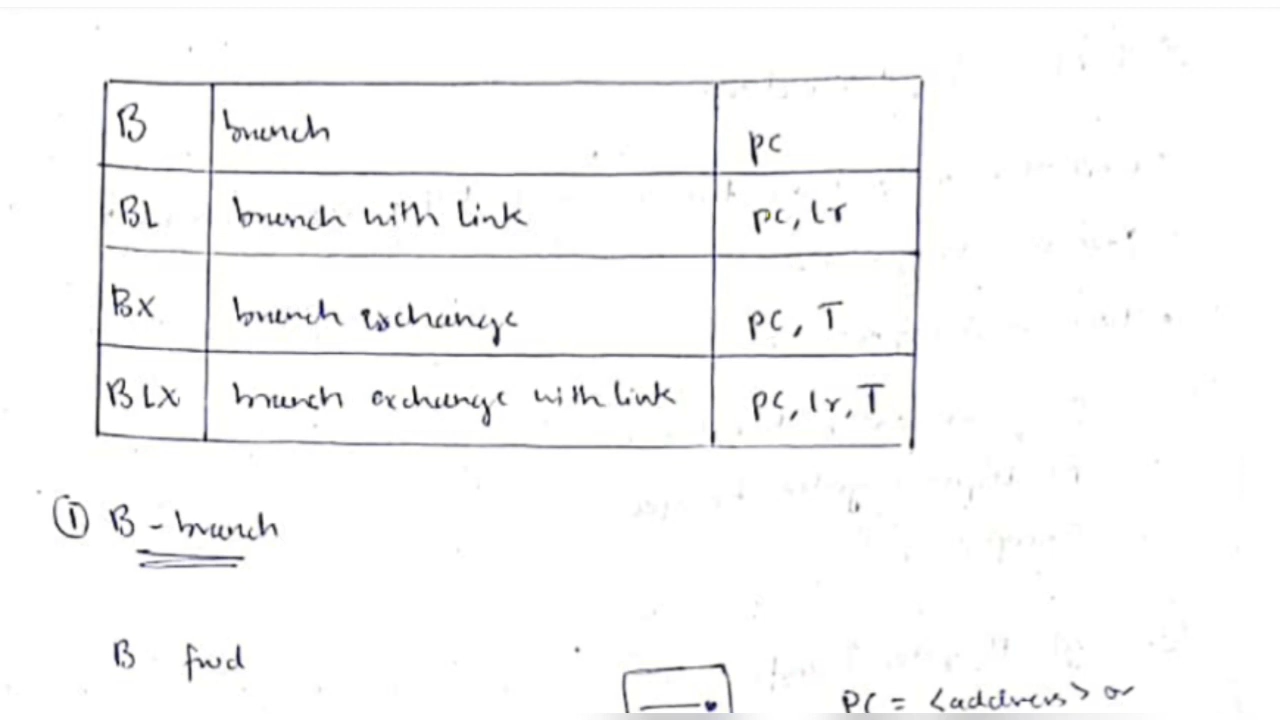 B branch pc
BL branch with link pc, lr
BX branch exchange pc, T
BLX branch exchange with link pc, lr, T
① B - branch
B fwd
PC = <address> or